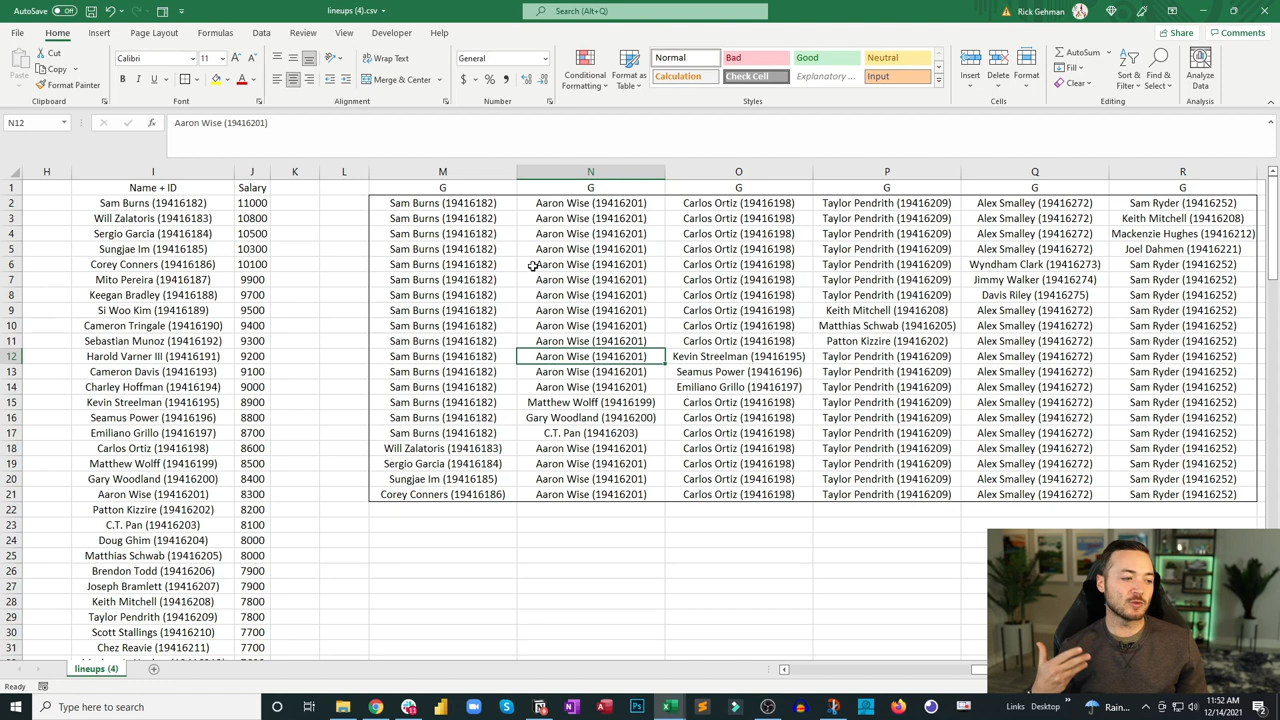 AutoSave Off lineups (4).csv Search (Alt+Q) Rick Gehman
File Home Insert Page Layout Formulas Data Review View Developer Help Share Comments
Paste Cut Copy Format Painter Clipboard
Calibri 11 B I U Font
Wrap Text Merge & Center Alignment
General $ % Number
Conditional Formatting Format as Table
Normal Bad Good Neutral
Calculation Check Cell Explanatory ... Input
Styles
Insert Delete Format Cells
AutoSum Fill Clear Sort & Filter Find & Select Editing
Analyze Data Analysis
N12 fx Aaron Wise (19416201)
H I J K L M N O P Q R
1 Name + ID Salary G G G G G G
2 Sam Burns (19416182) 11000 Sam Burns (19416182) Aaron Wise (19416201) Carlos Ortiz (19416198) Taylor Pendrith (19416209) Alex Smalley (19416272) Sam Ryder (19416252)
3 Will Zalatoris (19416183) 10800 Sam Burns (19416182) Aaron Wise (19416201) Carlos Ortiz (19416198) Taylor Pendrith (19416209) Alex Smalley (19416272) Keith Mitchell (19416208)
4 Sergio Garcia (19416184) 10500 Sam Burns (19416182) Aaron Wise (19416201) Carlos Ortiz (19416198) Taylor Pendrith (19416209) Alex Smalley (19416272) Mackenzie Hughes (19416212)
5 Sungjae Im (19416185) 10300 Sam Burns (19416182) Aaron Wise (19416201) Carlos Ortiz (19416198) Taylor Pendrith (19416209) Alex Smalley (19416272) Joel Dahmen (19416221)
6 Corey Conners (19416186) 10100 Sam Burns (19416182) Aaron Wise (19416201) Carlos Ortiz (19416198) Taylor Pendrith (19416209) Wyndham Clark (19416273) Sam Ryder (19416252)
7 Mito Pereira (19416187) 9900 Sam Burns (19416182) Aaron Wise (19416201) Carlos Ortiz (19416198) Taylor Pendrith (19416209) Jimmy Walker (19416274) Sam Ryder (19416252)
8 Keegan Bradley (19416188) 9700 Sam Burns (19416182) Aaron Wise (19416201) Carlos Ortiz (19416198) Taylor Pendrith (19416209) Davis Riley (19416275) Sam Ryder (19416252)
9 Si Woo Kim (19416189) 9500 Sam Burns (19416182) Aaron Wise (19416201) Carlos Ortiz (19416198) Keith Mitchell (19416208) Alex Smalley (19416272) Sam Ryder (19416252)
10 Cameron Tringale (19416190) 9400 Sam Burns (19416182) Aaron Wise (19416201) Carlos Ortiz (19416198) Matthias Schwab (19416205) Alex Smalley (19416272) Sam Ryder (19416252)
11 Sebastian Munoz (19416192) 9300 Sam Burns (19416182) Aaron Wise (19416201) Carlos Ortiz (19416198) Patton Kizzire (19416202) Alex Smalley (19416272) Sam Ryder (19416252)
12 Harold Varner III (19416191) 9200 Sam Burns (19416182) Aaron Wise (19416201) Kevin Streelman (19416195) Taylor Pendrith (19416209) Alex Smalley (19416272) Sam Ryder (19416252)
13 Cameron Davis (19416193) 9100 Sam Burns (19416182) Aaron Wise (19416201) Seamus Power (19416196) Taylor Pendrith (19416209) Alex Smalley (19416272) Sam Ryder (19416252)
14 Charley Hoffman (19416194) 9000 Sam Burns (19416182) Aaron Wise (19416201) Emiliano Grillo (19416197) Taylor Pendrith (19416209) Alex Smalley (19416272) Sam Ryder (19416252)
15 Kevin Streelman (19416195) 8900 Sam Burns (19416182) Matthew Wolff (19416199) Carlos Ortiz (19416198) Taylor Pendrith (19416209) Alex Smalley (19416272) Sam Ryder (19416252)
16 Seamus Power (19416196) 8800 Sam Burns (19416182) Gary Woodland (19416200) Carlos Ortiz (19416198) Taylor Pendrith (19416209) Alex Smalley (19416272) Sam Ryder (19416252)
17 Emiliano Grillo (19416197) 8700 Sam Burns (19416182) C.T. Pan (19416203) Carlos Ortiz (19416198) Taylor Pendrith (19416209) Alex Smalley (19416272) Sam Ryder (19416252)
18 Carlos Ortiz (19416198) 8600 Will Zalatoris (19416183) Aaron Wise (19416201) Carlos Ortiz (19416198) Taylor Pendrith (19416209) Alex Smalley (19416272) Sam Ryder (19416252)
19 Matthew Wolff (19416199) 8500 Sergio Garcia (19416184) Aaron Wise (19416201) Carlos Ortiz (19416198) Taylor Pendrith (19416209) Alex Smalley (19416272) Sam Ryder (19416252)
20 Gary Woodland (19416200) 8400 Sungjae Im (19416185) Aaron Wise (19416201) Carlos Ortiz (19416198) Taylor Pendrith (19416209) Alex Smalley (19416272) Sam Ryder (19416252)
21 Aaron Wise (19416201) 8300 Corey Conners (19416186) Aaron Wise (19416201) Carlos Ortiz (19416198) Taylor Pendrith (19416209) Alex Smalley (19416272) Sam Ryder (19416252)
22 Patton Kizzire (19416202) 8200
23 C.T. Pan (19416203) 8100
24 Doug Ghim (19416204) 8000
25 Matthias Schwab (19416205) 8000
26 Brendon Todd (19416206) 7900
27 Joseph Bramlett (19416207) 7900
28 Keith Mitchell (19416208) 7800
29 Taylor Pendrith (19416209) 7800
30 Scott Stallings (19416210) 7700
31 Chez Reavie (19416211) 7700
lineups (4)
Ready
Type here to search Links Desktop Rain... 11:52 AM
12/14/2021